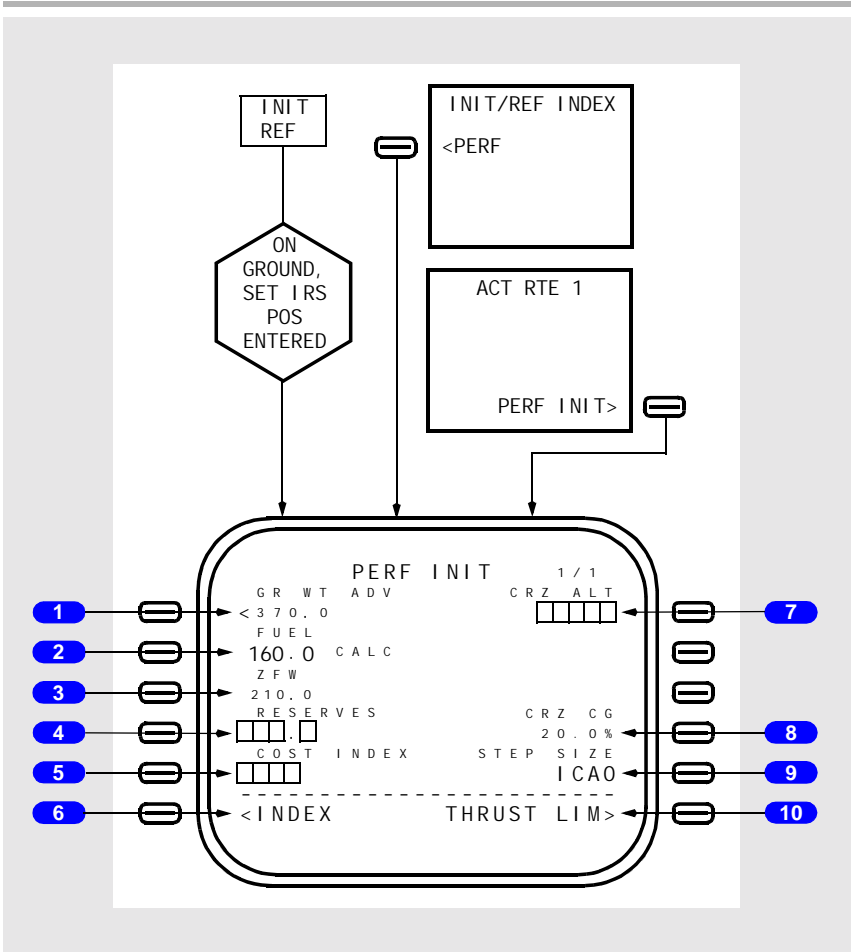 INIT
REF
INIT/REF INDEX
<PERF
ON
GROUND,
SET IRS
POS
ENTERED
ACT RTE 1
PERF INIT>
PERF INIT 1/1
GR WT ADV CRZ ALT
1 <370.0 7
FUEL
2 160.0 CALC
ZFW
3 210.0
RESERVES CRZ CG
4 . 20.0% 8
COST INDEX STEP SIZE
5 ICAO 9
------------------------
6 <INDEX THRUST LIM> 10